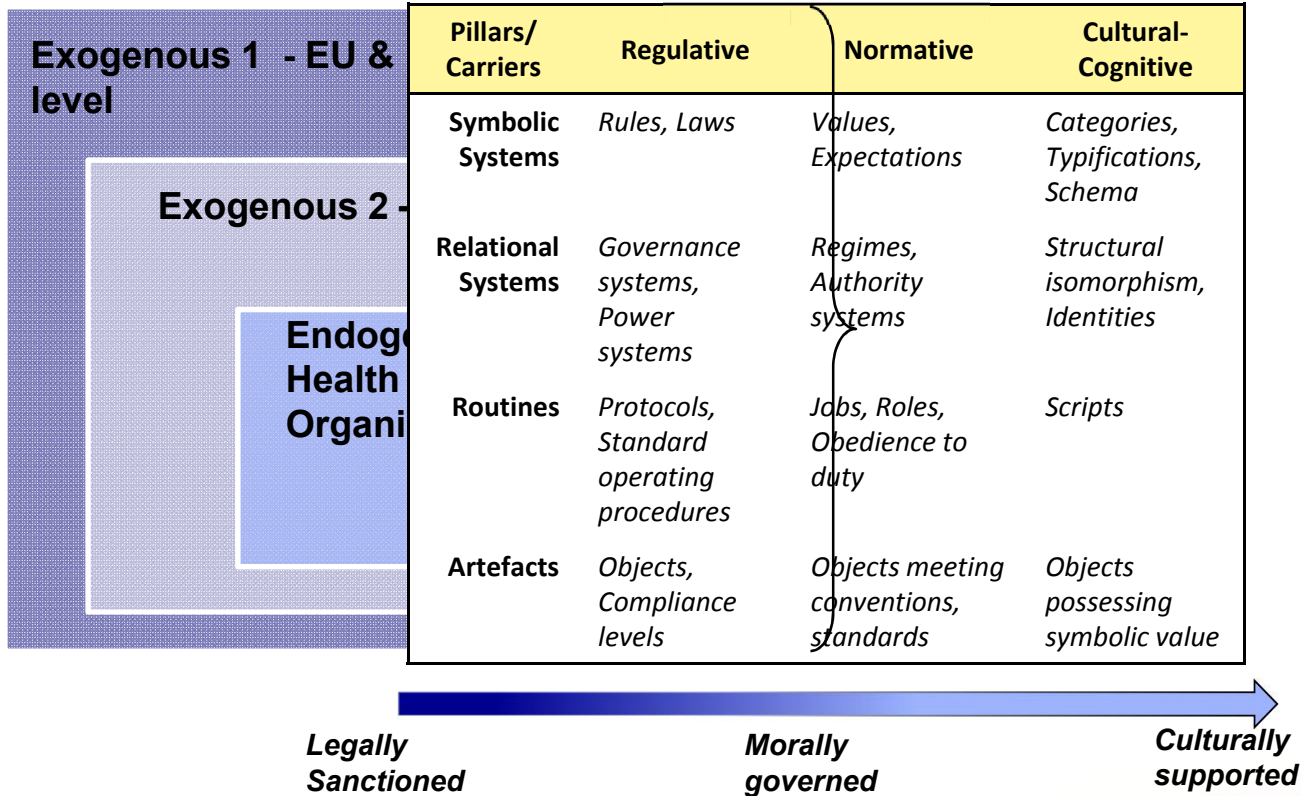 Exogenous 1 - EU &
level
Exogenous 2 -
Health
Pillars/ Regulative Normative Cultural-
Carriers Cognitive
Symbolic Rules, Laws Values, Categories,
Systems Expectations Typifications,
Schema
Relational Governance Regimes, Structural
Systems systems, Authority isomorphism,
Power systems Identities
systems
Routines Protocols, Jobs, Roles, Scripts
Standard Obedience to
operating duty
procedures
Artefacts Objects, Objects meeting Objects
Compliance conventions, possessing
levels standards symbolic value
Legally Morally Culturally
Sanctioned governed supported